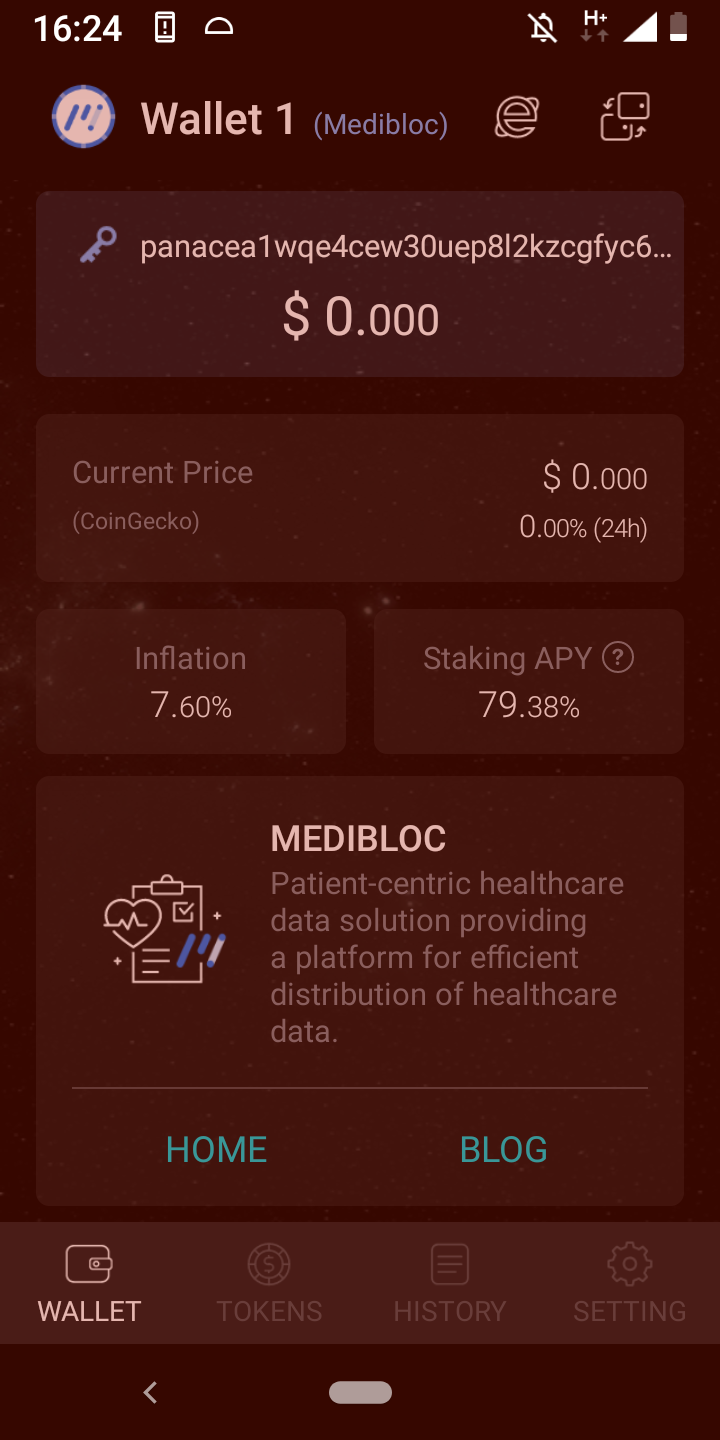 16:24
H+
Wallet 1 (Medibloc)
panacea1wqe4cew30uep8l2kzcgfyc6...
$ 0.000
Current Price
$ 0.000
(CoinGecko)
0.00% (24h)
Inflation
7.60%
Staking APY ?
79.38%
MEDIBLOC
Patient-centric healthcare
data solution providing
a platform for efficient
distribution of healthcare
data.
HOME
BLOG
WALLET
TOKENS
HISTORY
SETTING